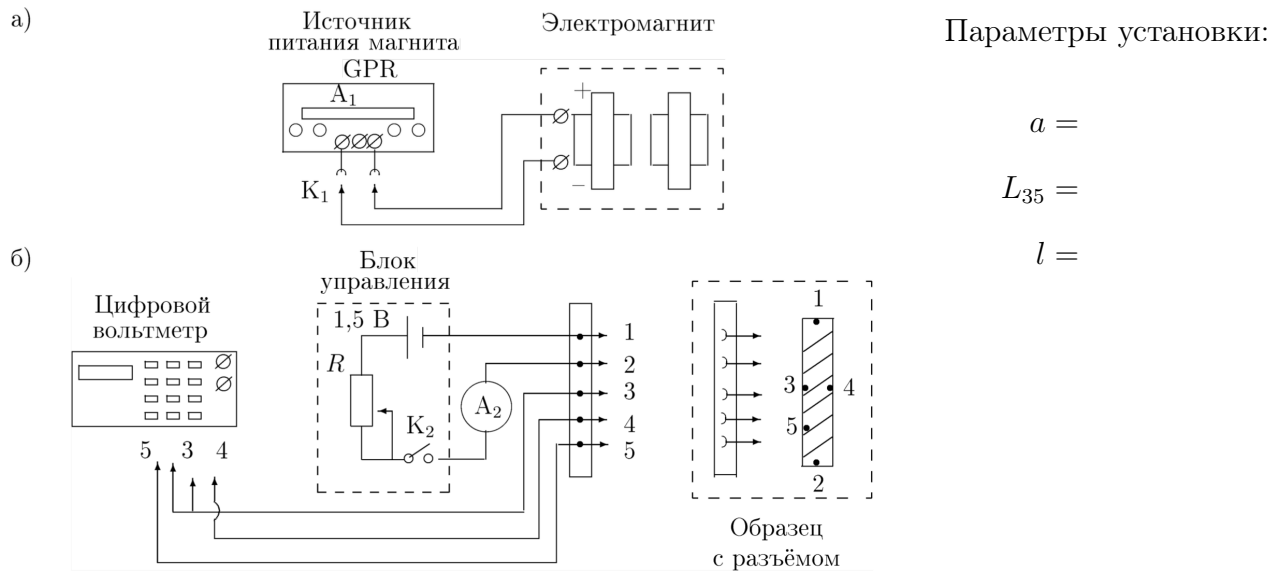 а)
Источник
питания магнита
GPR
A₁
K₁
Электромагнит
+
−
Параметры установки:
a =
L₃₅ =
l =
б)
Цифровой
вольтметр
5 3 4
Блок
управления
1,5 В
R
K₂
A₂
1
2
3
4
5
1
3
4
5
2
Образец
с разъёмом